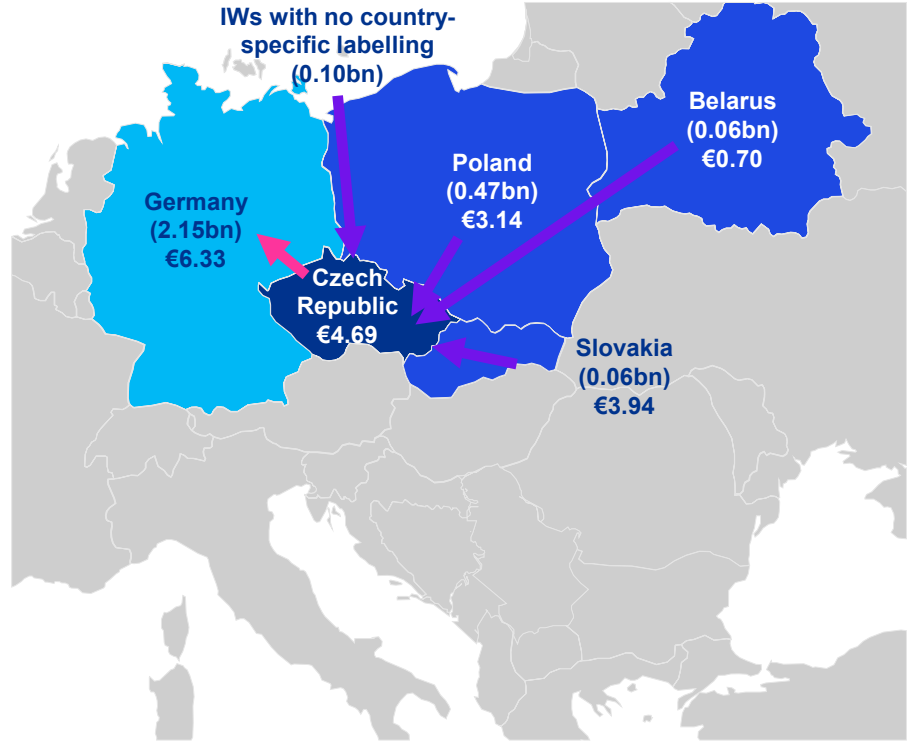 IWs with no country-
specific labelling
(0.10bn)
Belarus
(0.06bn)
€0.70
Poland
(0.47bn)
€3.14
Germany
(2.15bn)
€6.33
Czech
Republic
€4.69
Slovakia
(0.06bn)
€3.94